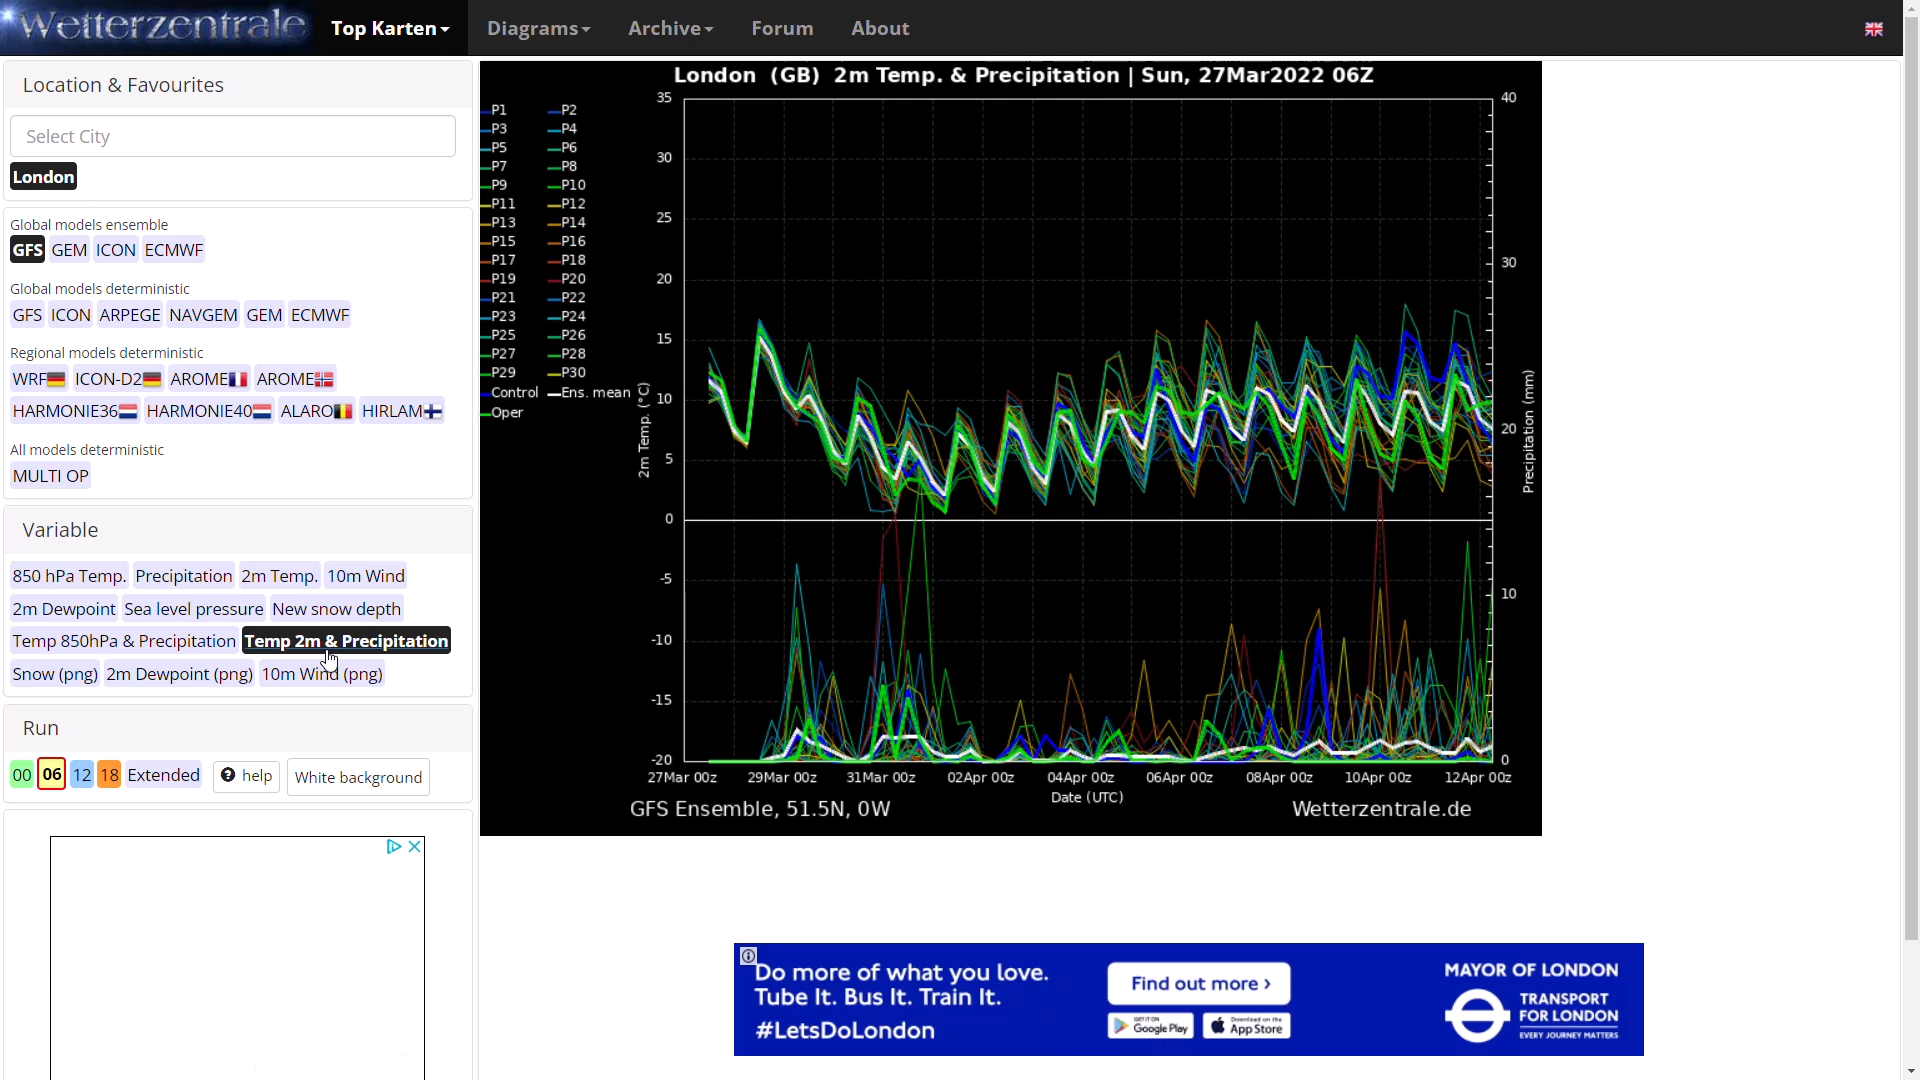 Wetterzentrale
Top Karten
Diagrams
Archive
Forum
About
Location & Favourites
Select City
London
Global models ensemble
GFS GEM ICON ECMWF
Global models deterministic
GFS ICON ARPEGE NAVGEM GEM ECMWF
Regional models deterministic
WRF ICON-D2 AROME AROME
HARMONIE36 HARMONIE40 ALARO HIRLAM
All models deterministic
MULTI OP
Variable
850 hPa Temp. Precipitation 2m Temp. 10m Wind
2m Dewpoint Sea level pressure New snow depth
Temp 850hPa & Precipitation Temp 2m & Precipitation
Snow (png) 2m Dewpoint (png) 10m Wind (png)
Run
00 06 12 18 Extended help White background
London (GB) 2m Temp. & Precipitation | Sun, 27Mar2022 06Z
P1 P2
P3 P4
P5 P6
P7 P8
P9 P10
P11 P12
P13 P14
P15 P16
P17 P18
P19 P20
P21 P22
P23 P24
P25 P26
P27 P28
P29 P30
Control Ens. mean
Oper
2m Temp. (°C)
35
30
25
20
15
10
5
0
-5
-10
-15
-20
40
30
20
10
0
Precipitation (mm)
27Mar 00z 29Mar 00z 31Mar 00z 02Apr 00z 04Apr 00z 06Apr 00z 08Apr 00z 10Apr 00z 12Apr 00z
Date (UTC)
GFS Ensemble, 51.5N, 0W
Wetterzentrale.de
Do more of what you love.
Tube It. Bus It. Train It.
#LetsDoLondon
Find out more ›
GET IT ON
Google Play
Download on the
App Store
MAYOR OF LONDON
TRANSPORT
FOR LONDON
EVERY JOURNEY MATTERS